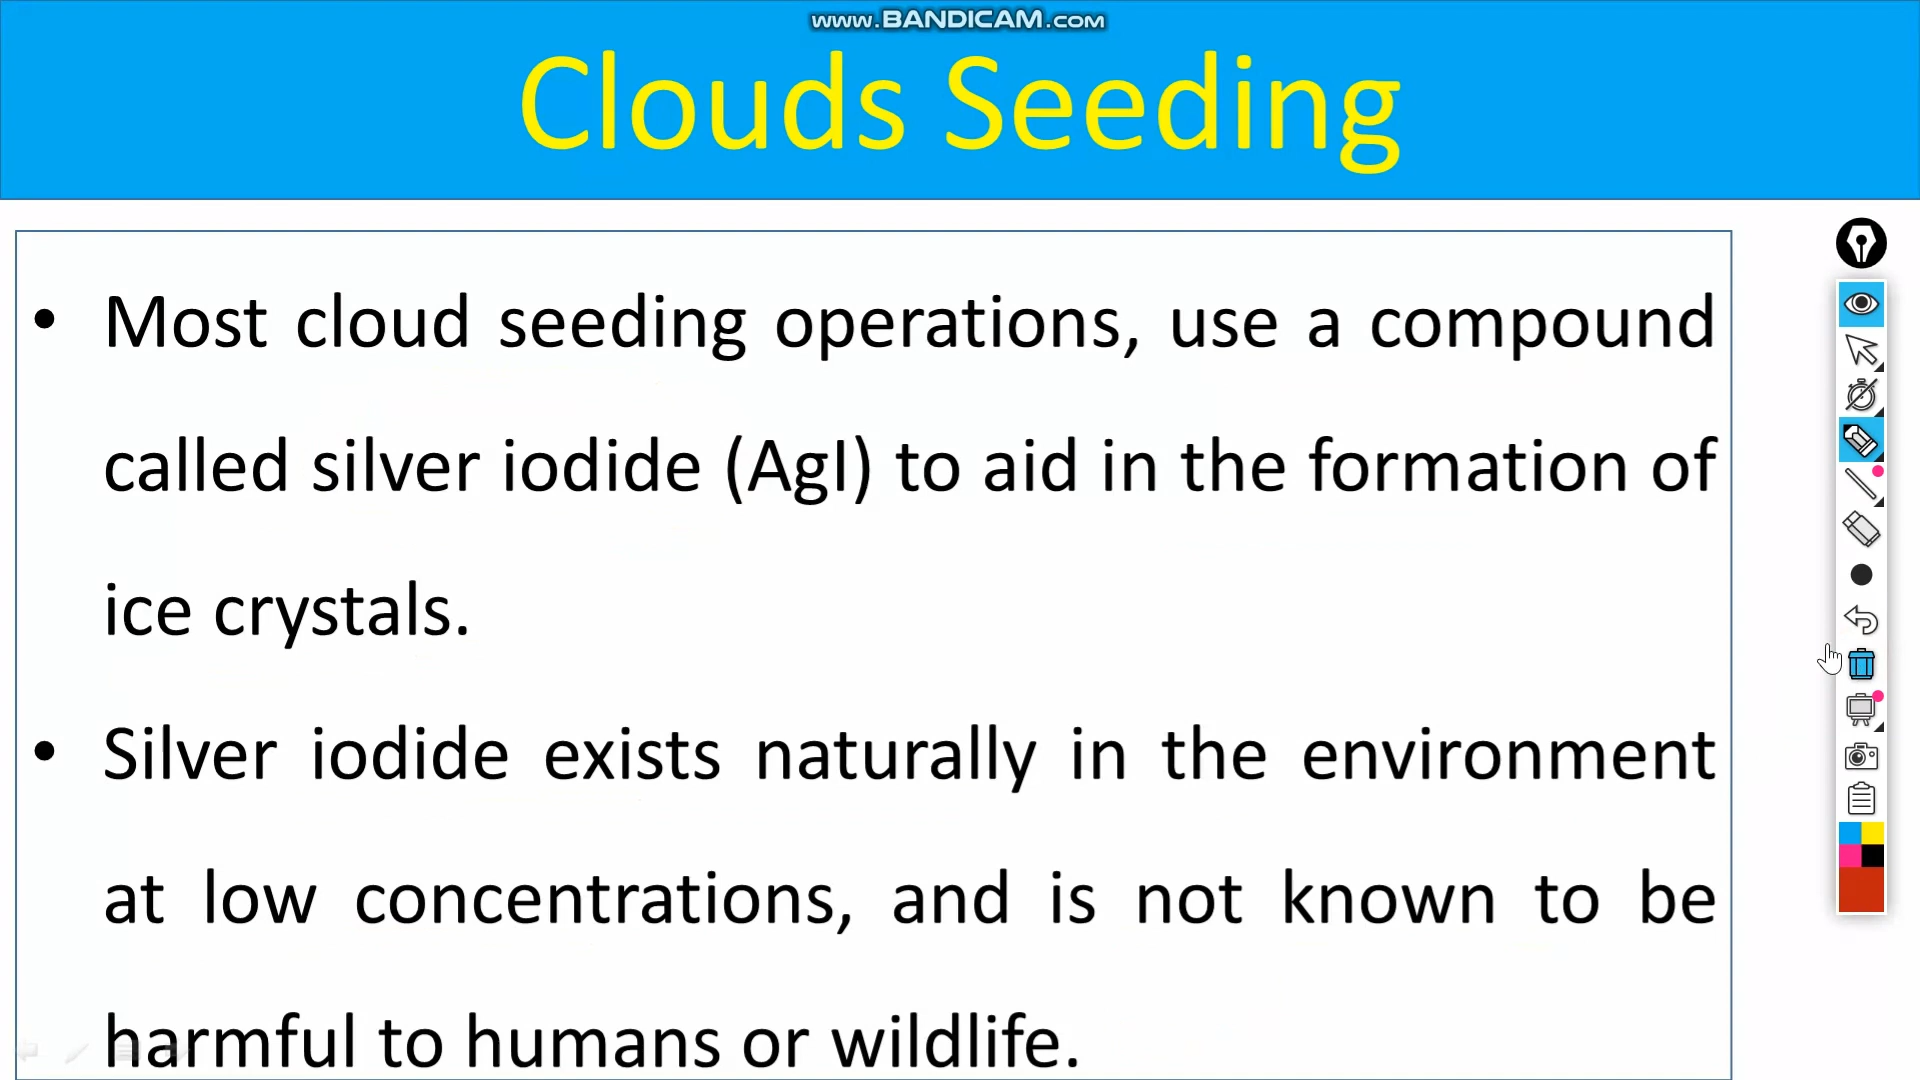 www.BANDICAM.com
Clouds Seeding
• Most cloud seeding operations, use a compound
called silver iodide (AgI) to aid in the formation of
ice crystals.
• Silver iodide exists naturally in the environment
at low concentrations, and is not known to be
harmful to humans or wildlife.